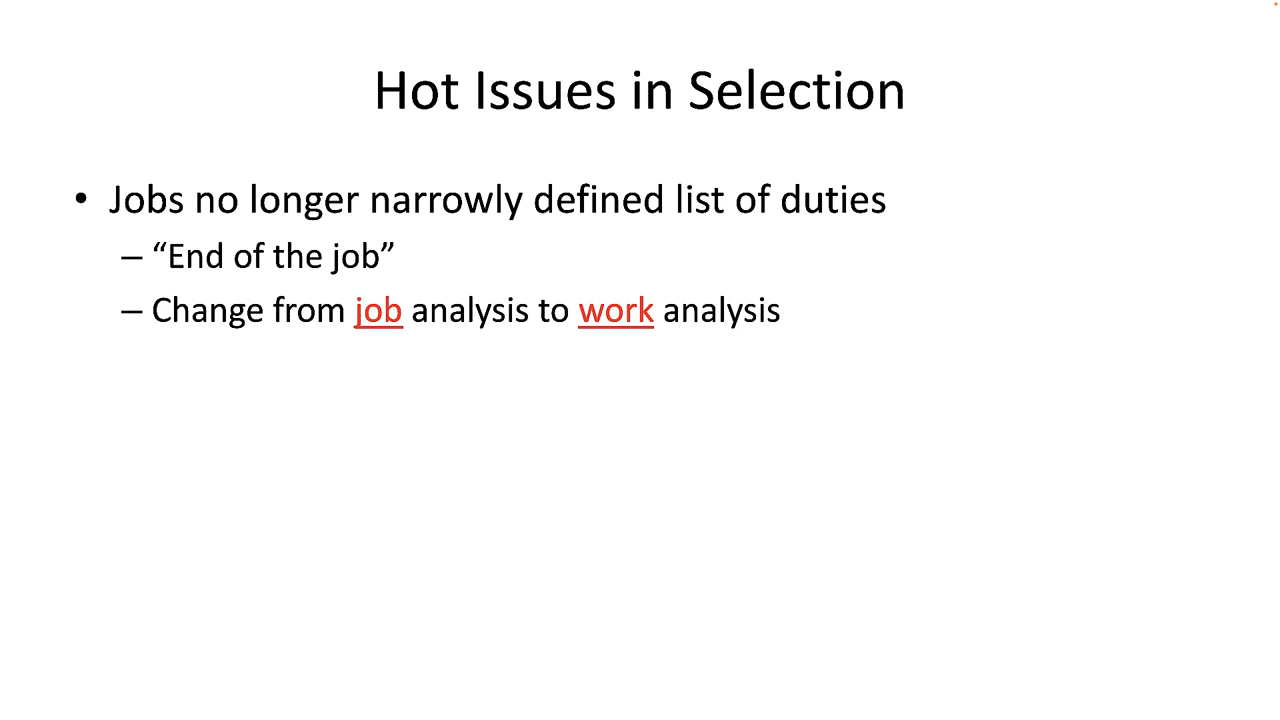 Hot Issues in Selection
• Jobs no longer narrowly defined list of duties
– “End of the job”
– Change from job analysis to work analysis